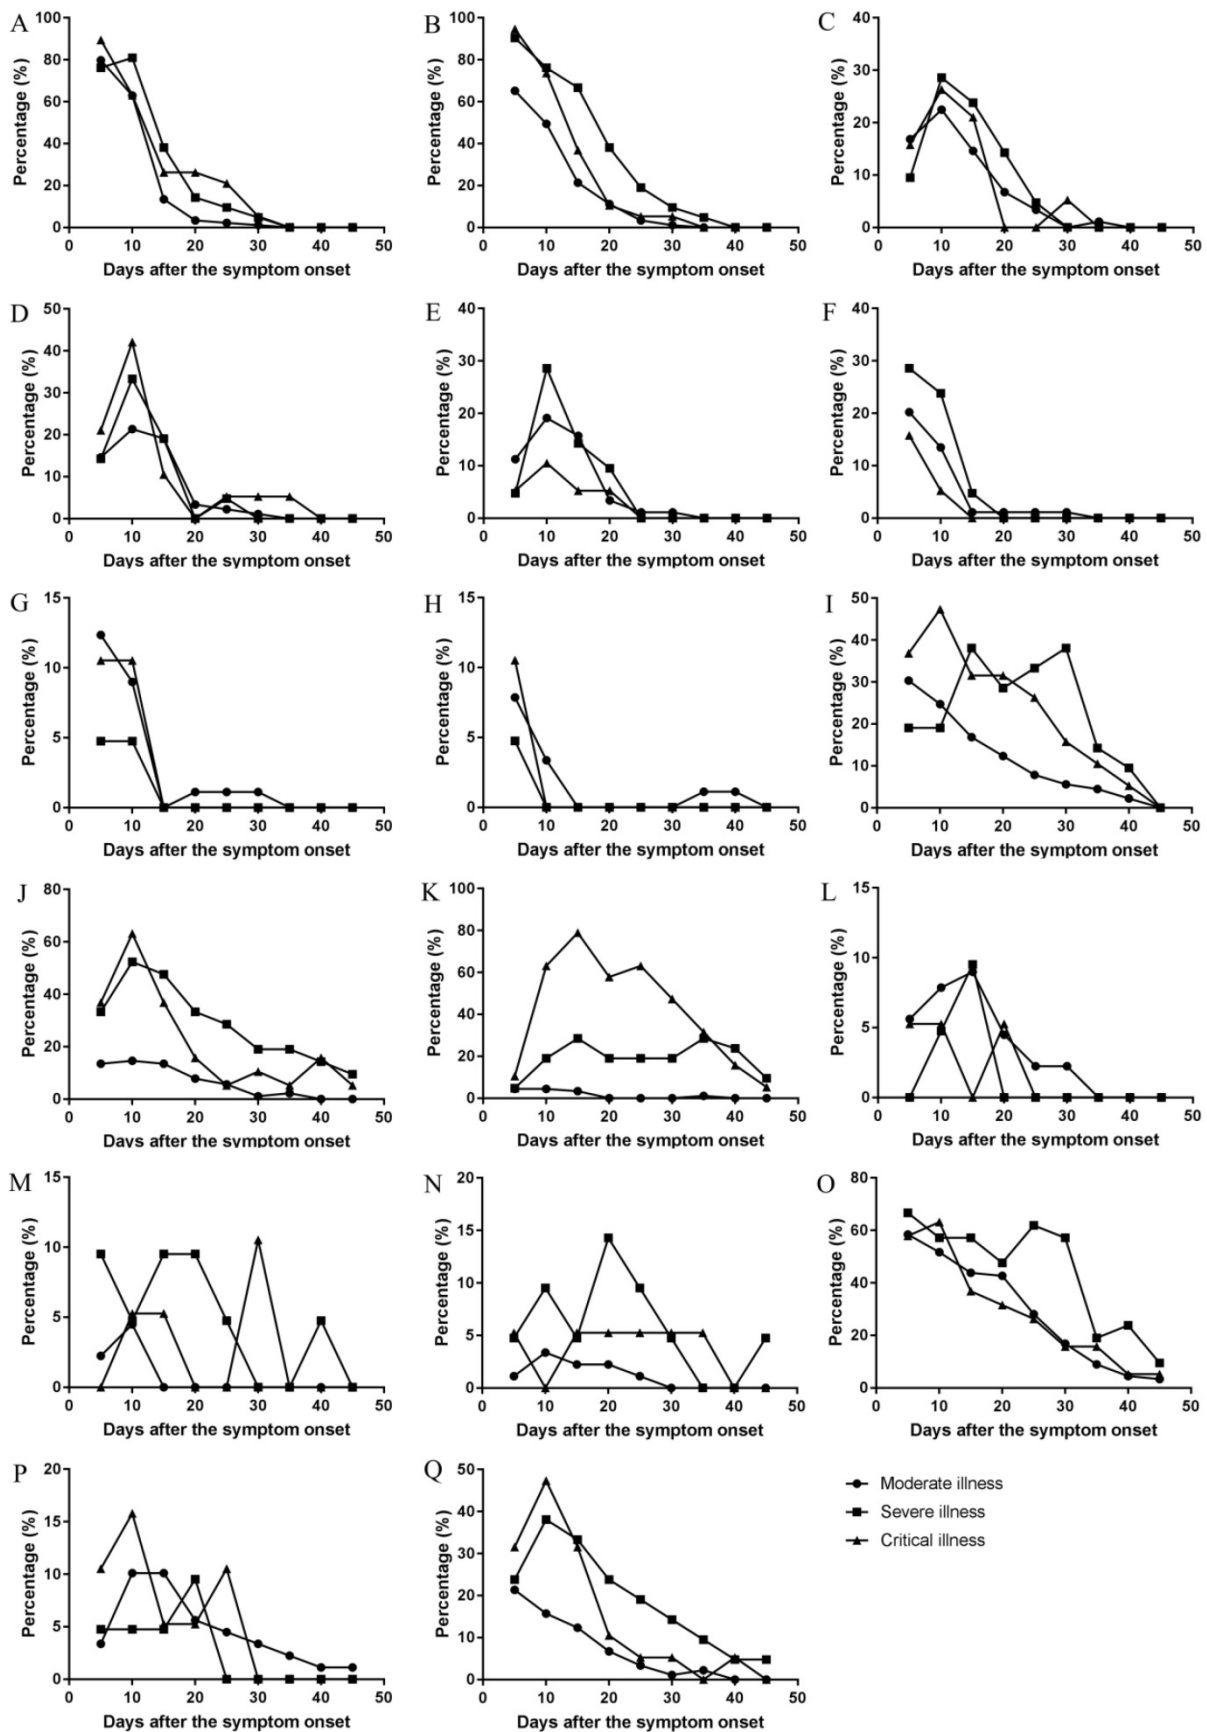 A
Percentage (%)
100
80
60
40
20
0
0 10 20 30 40 50
Days after the symptom onset
B
Percentage (%)
100
80
60
40
20
0
0 10 20 30 40 50
Days after the symptom onset
C
Percentage (%)
40
30
20
10
0
0 10 20 30 40 50
Days after the symptom onset
D
Percentage (%)
50
40
30
20
10
0
0 10 20 30 40 50
Days after the symptom onset
E
Percentage (%)
40
30
20
10
0
0 10 20 30 40 50
Days after the symptom onset
F
Percentage (%)
40
30
20
10
0
0 10 20 30 40 50
Days after the symptom onset
G
Percentage (%)
15
10
5
0
0 10 20 30 40 50
Days after the symptom onset
H
Percentage (%)
15
10
5
0
0 10 20 30 40 50
Days after the symptom onset
I
Percentage (%)
50
40
30
20
10
0
0 10 20 30 40 50
Days after the symptom onset
J
Percentage (%)
80
60
40
20
0
0 10 20 30 40 50
Days after the symptom onset
K
Percentage (%)
100
80
60
40
20
0
0 10 20 30 40 50
Days after the symptom onset
L
Percentage (%)
15
10
5
0
0 10 20 30 40 50
Days after the symptom onset
M
Percentage (%)
15
10
5
0
0 10 20 30 40 50
Days after the symptom onset
N
Percentage (%)
20
15
10
5
0
0 10 20 30 40 50
Days after the symptom onset
O
Percentage (%)
80
60
40
20
0
0 10 20 30 40 50
Days after the symptom onset
P
Percentage (%)
20
15
10
5
0
0 10 20 30 40 50
Days after the symptom onset
Q
Percentage (%)
50
40
30
20
10
0
0 10 20 30 40 50
Days after the symptom onset
Moderate illness
Severe illness
Critical illness